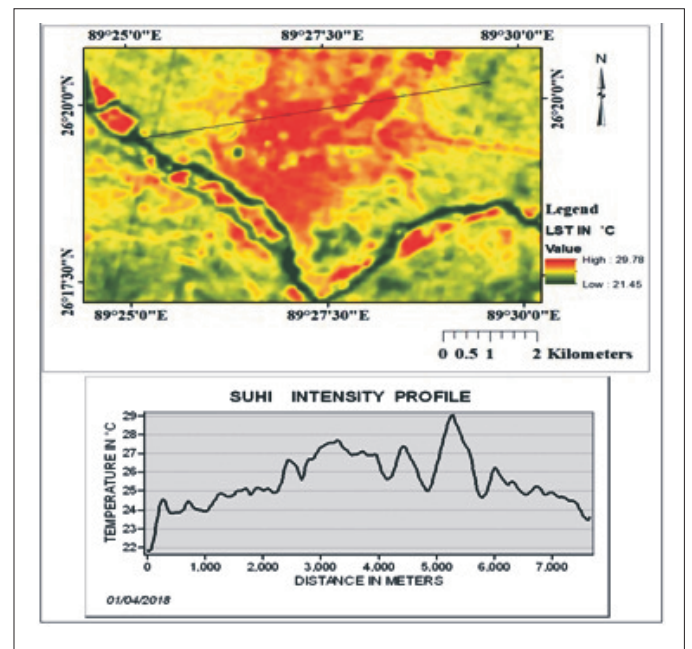 89°25'0"E 89°27'30"E 89°30'0"E
26°20'0"N
26°20'0"N
N
Legend
LST IN °C
Value
High : 29.78
Low : 21.45
26°17'30"N
26°17'30"N
89°25'0"E 89°27'30"E 89°30'0"E
0 0.5 1 2 Kilometers
SUHI INTENSITY PROFILE
TEMPERATURE IN °C
29
28
27
26
25
24
23
22
0 1,000 2,000 3,000 4,000 5,000 6,000 7,000
DISTANCE IN METERS
01/04/2018